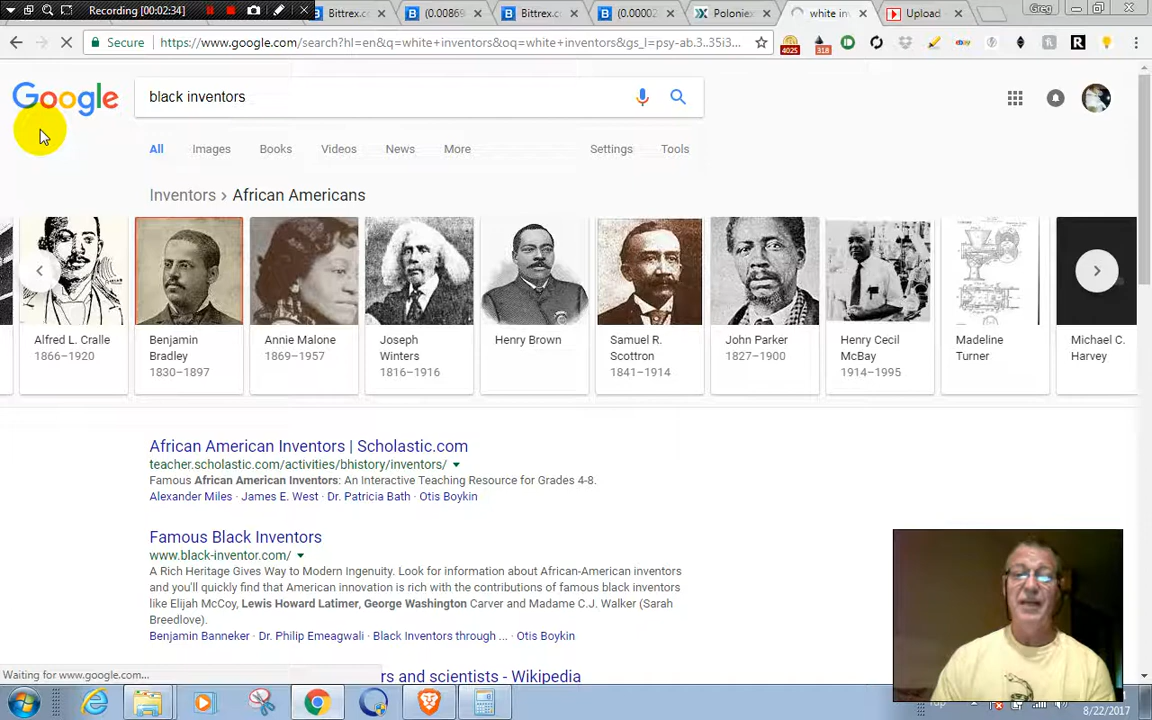 Recording [00:02:34]
Bittrex.c
(0.00869
Bittrex.c
(0.00002
Poloniex
white inv
Upload
Greg
Secure
https://www.google.com/search?hl=en&q=white+inventors&oq=white+inventors&gs_l=psy-ab.3..35i3...
4025
318
Google
black inventors
All
Images
Books
Videos
News
More
Settings
Tools
Inventors › African Americans
Alfred L. Cralle
1866–1920
Benjamin
Bradley
1830–1897
Annie Malone
1869–1957
Joseph
Winters
1816–1916
Henry Brown
Samuel R.
Scottron
1841–1914
John Parker
1827–1900
Henry Cecil
McBay
1914–1995
Madeline
Turner
Michael C.
Harvey
African American Inventors | Scholastic.com
teacher.scholastic.com/activities/bhistory/inventors/
Famous African American Inventors: An Interactive Teaching Resource for Grades 4-8.
Alexander Miles · James E. West · Dr. Patricia Bath · Otis Boykin
Famous Black Inventors
www.black-inventor.com/
A Rich Heritage Gives Way to Modern Ingenuity. Look for information about African-American inventors
and you'll quickly find that American innovation is rich with the contributions of famous black inventors
like Elijah McCoy, Lewis Howard Latimer, George Washington Carver and Madame C.J. Walker (Sarah
Breedlove).
Benjamin Banneker · Dr. Philip Emeagwali · Black Inventors through ... · Otis Boykin
rs and scientists - Wikipedia
Waiting for www.google.com...
8/22/2017